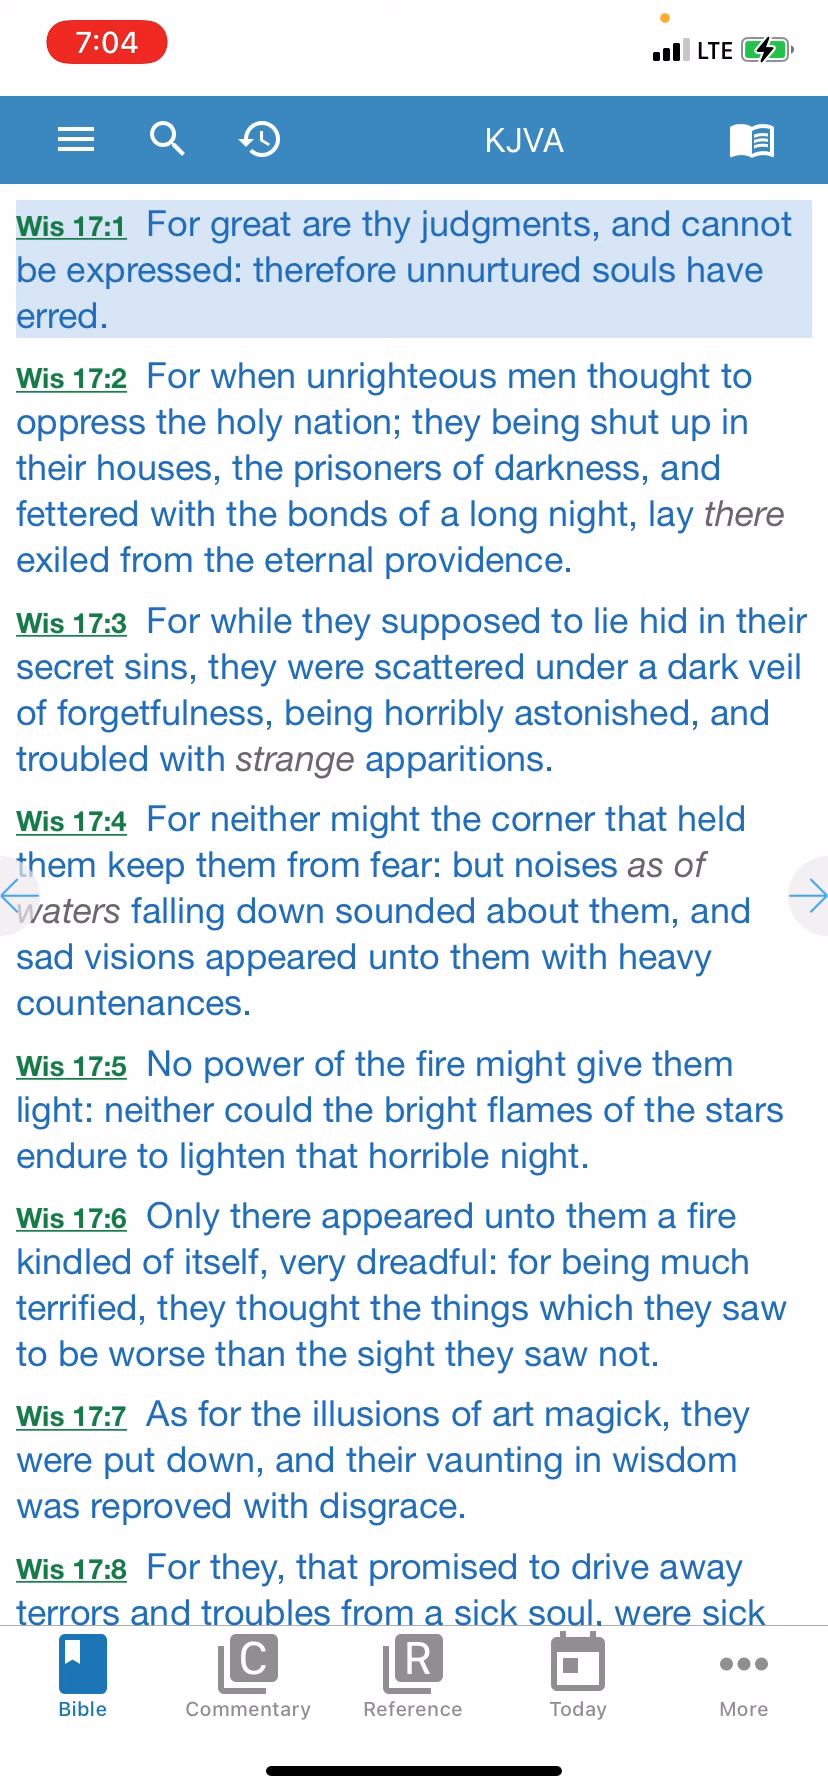 7:04
LTE
KJVA
Wis 17:1 For great are thy judgments, and cannot
be expressed: therefore unnurtured souls have
erred.
Wis 17:2 For when unrighteous men thought to
oppress the holy nation; they being shut up in
their houses, the prisoners of darkness, and
fettered with the bonds of a long night, lay there
exiled from the eternal providence.
Wis 17:3 For while they supposed to lie hid in their
secret sins, they were scattered under a dark veil
of forgetfulness, being horribly astonished, and
troubled with strange apparitions.
Wis 17:4 For neither might the corner that held
them keep them from fear: but noises as of
waters falling down sounded about them, and
sad visions appeared unto them with heavy
countenances.
Wis 17:5 No power of the fire might give them
light: neither could the bright flames of the stars
endure to lighten that horrible night.
Wis 17:6 Only there appeared unto them a fire
kindled of itself, very dreadful: for being much
terrified, they thought the things which they saw
to be worse than the sight they saw not.
Wis 17:7 As for the illusions of art magick, they
were put down, and their vaunting in wisdom
was reproved with disgrace.
Wis 17:8 For they, that promised to drive away
terrors and troubles from a sick soul, were sick
C R
Bible Commentary Reference Today More